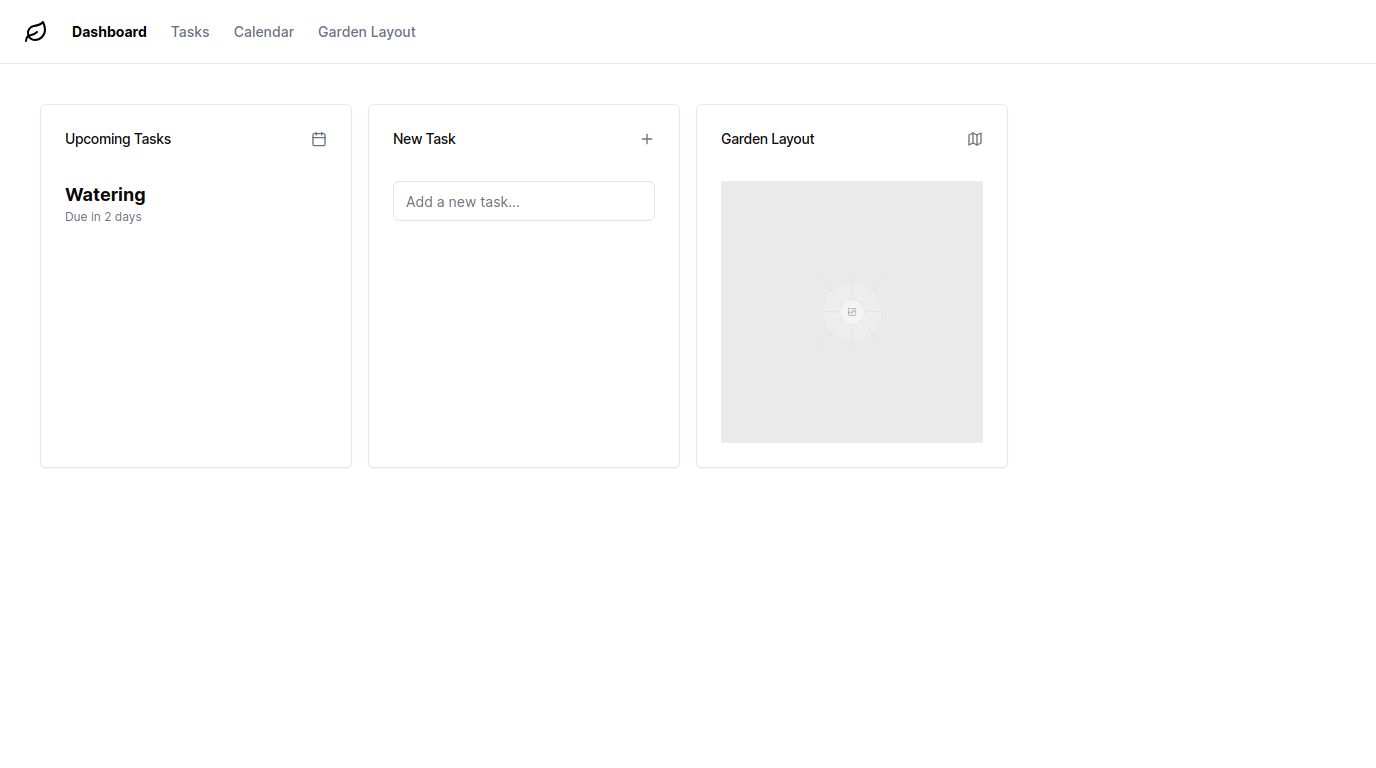 Dashboard Tasks Calendar Garden Layout
Upcoming Tasks
Watering
Due in 2 days
New Task
Add a new task...
Garden Layout